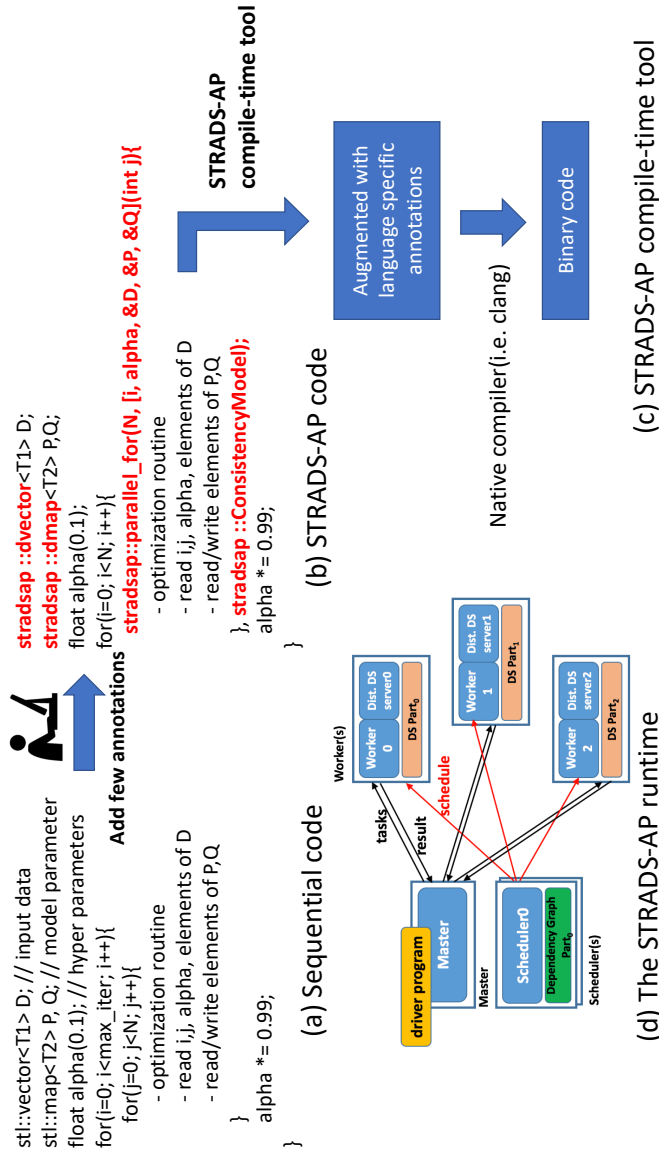 stl::vector<T1> D; // input data
stl::map<T2> P, Q; // model parameter
float alpha(0.1); // hyper parameters
for(i=0; i<max_iter; i++){
for(j=0; j<N; j++){
- optimization routine
- read i,j, alpha, elements of D
- read/write elements of P,Q
}
alpha *= 0.99;
}
(a) Sequential code
Add few annotations
stradsap ::dvector<T1> D;
stradsap ::dmap<T2> P,Q;
float alpha(0.1);
for(i=0; i<N; i++){
stradsap::parallel_for(N, [i, alpha, &D, &P, &Q](int j){
- optimization routine
- read i,j, alpha, elements of D
- read/write elements of P,Q
}, stradsap ::ConsistencyModel);
alpha *= 0.99;
}
(b) STRADS-AP code
STRADS-AP
compile-time tool
Augmented with
language specific
annotations
Native compiler(i.e. clang)
Binary code
(c) STRADS-AP compile-time tool
driver program
Master
Master
Scheduler0
Dependency Graph
Part0
Scheduler(s)
tasks
result
schedule
Worker(s)
Worker
0
Dist. DS
server0
DS Part0
Worker
1
Dist. DS
server1
DS Part1
Worker
2
Dist. DS
server2
DS Part2
(d) The STRADS-AP runtime